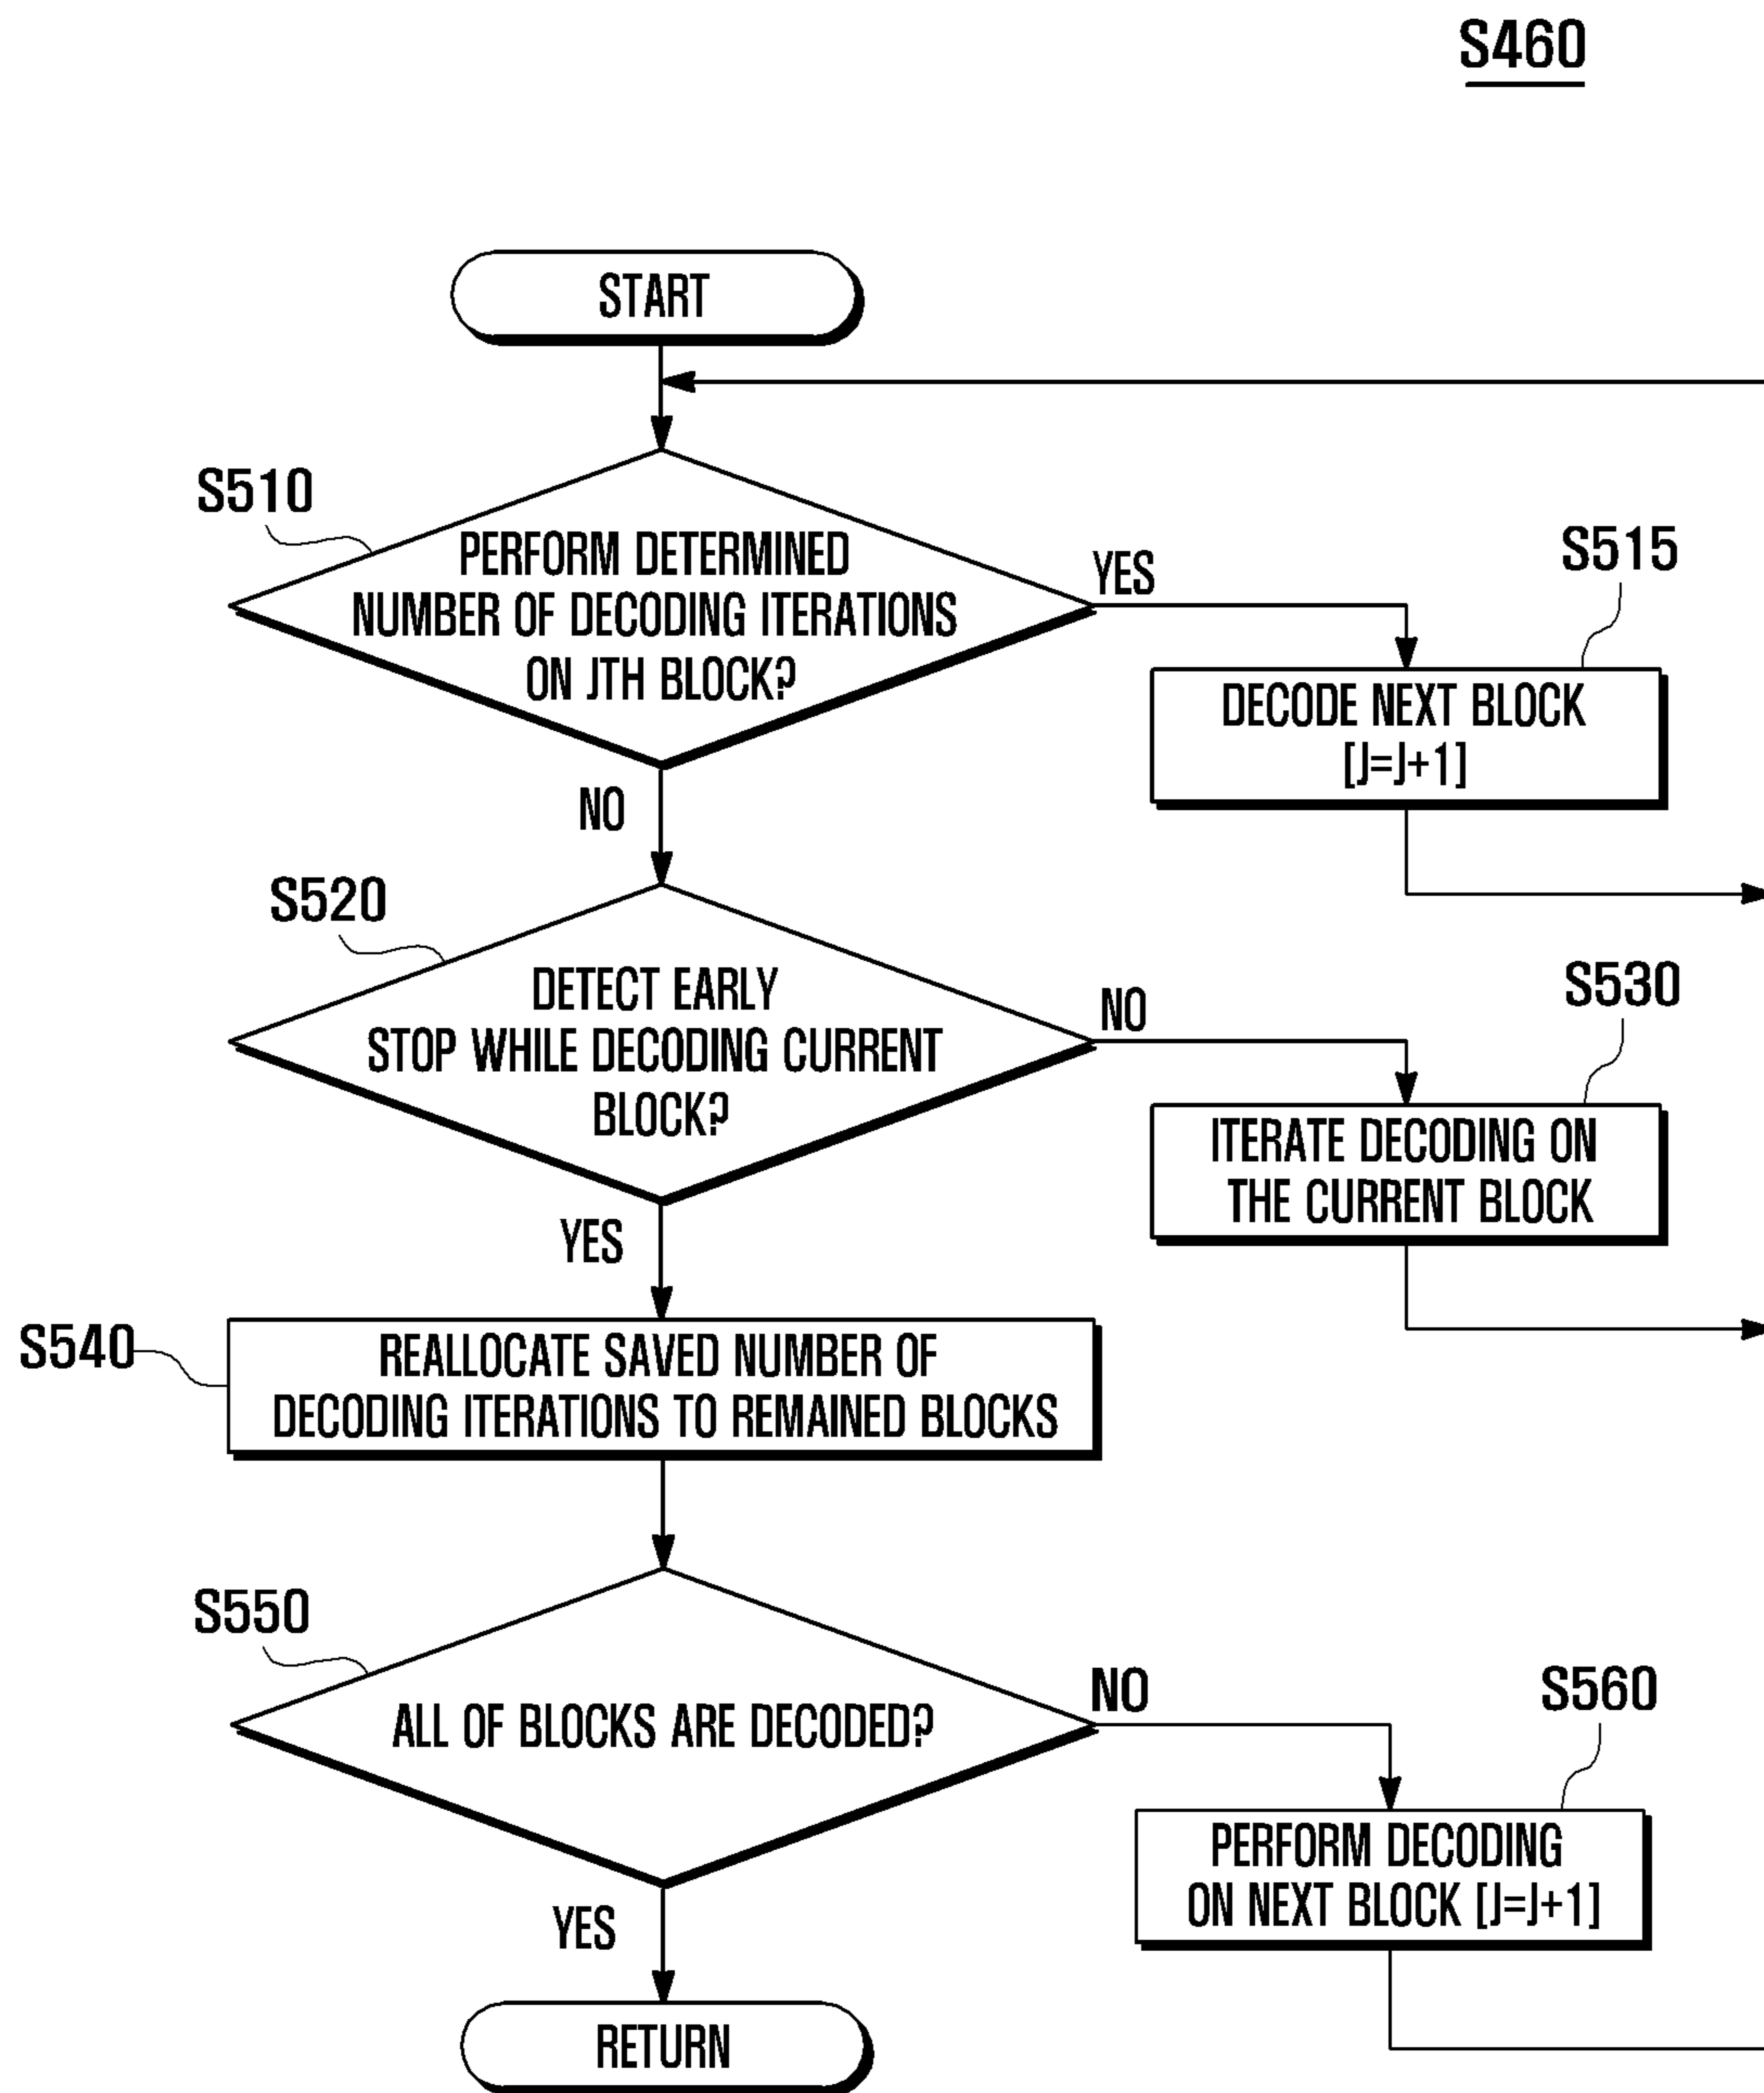 S460
START
S510
PERFORM DETERMINED
NUMBER OF DECODING ITERATIONS
ON JTH BLOCK?
YES
S515
DECODE NEXT BLOCK
[J=J+1]
NO
S520
DETECT EARLY
STOP WHILE DECODING CURRENT
BLOCK?
NO
S530
ITERATE DECODING ON
THE CURRENT BLOCK
YES
S540
REALLOCATE SAVED NUMBER OF
DECODING ITERATIONS TO REMAINED BLOCKS
S550
ALL OF BLOCKS ARE DECODED?
NO
S560
PERFORM DECODING
ON NEXT BLOCK [J=J+1]
YES
RETURN